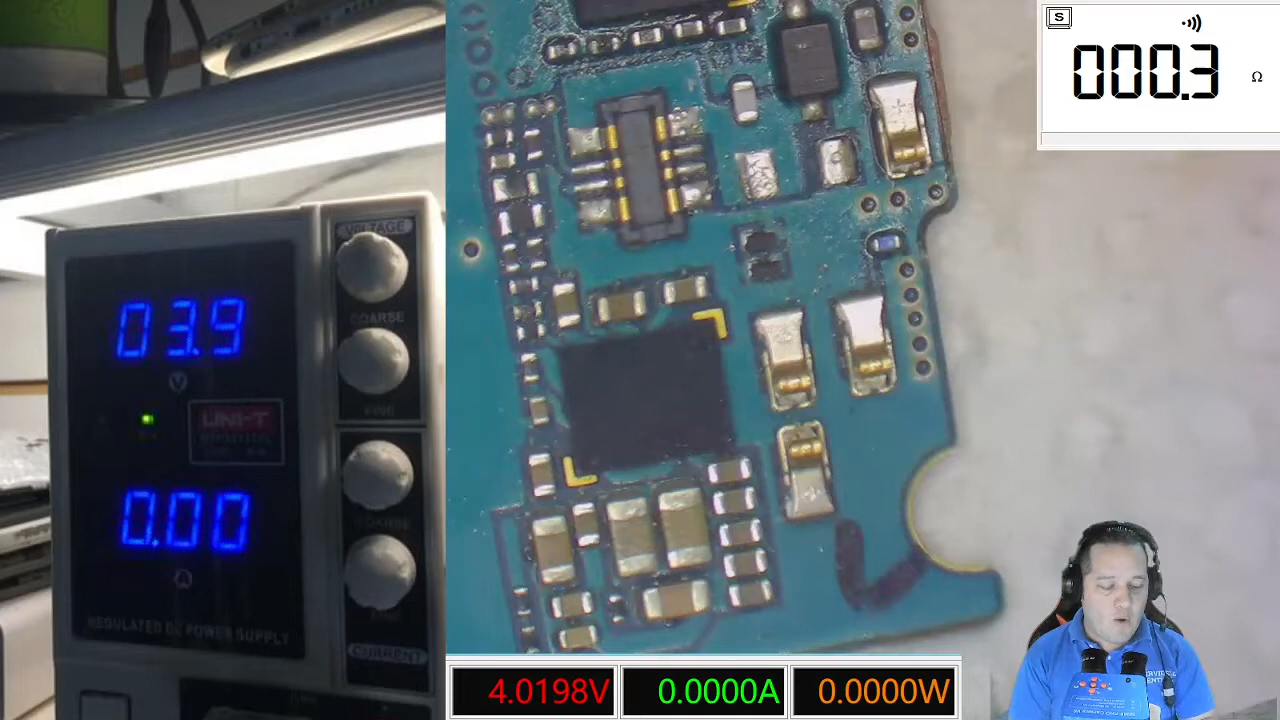 S
000.3 Ω
VOLTAGE
03.9
COARSE
V
UNI-T
FINE
0.00
A
REGULATED DC POWER SUPPLY
CURRENT
4.0198V
0.0000A
0.0000W